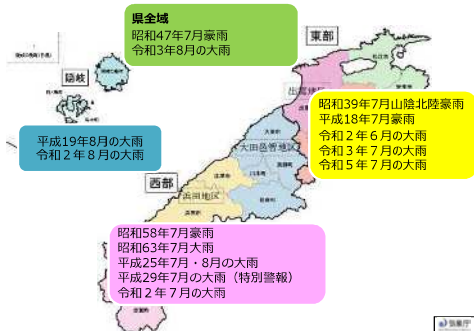 県全域
昭和47年7月豪雨
令和3年8月の大雨
東部
隠岐
昭和39年7月山陰北陸豪雨
平成18年7月豪雨
令和２年６月の大雨
令和３年７月の大雨
令和５年７月の大雨
平成19年8月の大雨
令和２年８月の大雨
大田邑智地区
西部
浜田地区
昭和58年7月豪雨
昭和63年7月大雨
平成25年7月・8月の大雨
平成29年7月の大雨（特別警報）
令和２年７月の大雨
気象庁